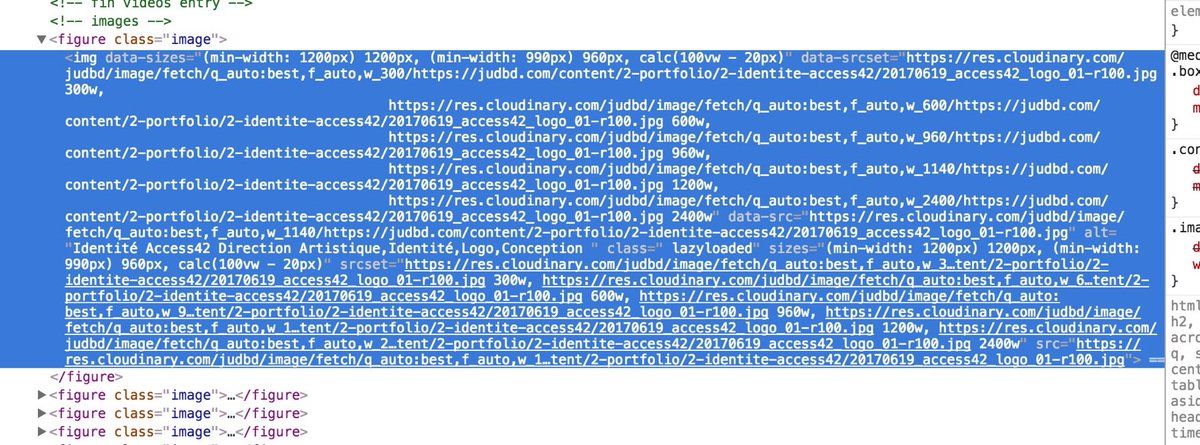 <!-- fin videos entry -->
<!-- images -->
▼<figure class="image">
<img data-sizes="(min-width: 1200px) 1200px, (min-width: 990px) 960px, calc(100vw - 20px)" data-srcset="https://res.cloudinary.com/
judbd/image/fetch/q_auto:best,f_auto,w_300/https://judbd.com/content/2-portfolio/2-identite-access42/20170619_access42_logo_01-r100.jpg
300w,
https://res.cloudinary.com/judbd/image/fetch/q_auto:best,f_auto,w_600/https://judbd.com/
content/2-portfolio/2-identite-access42/20170619_access42_logo_01-r100.jpg 600w,
https://res.cloudinary.com/judbd/image/fetch/q_auto:best,f_auto,w_960/https://judbd.com/
content/2-portfolio/2-identite-access42/20170619_access42_logo_01-r100.jpg 960w,
https://res.cloudinary.com/judbd/image/fetch/q_auto:best,f_auto,w_1140/https://judbd.com/
content/2-portfolio/2-identite-access42/20170619_access42_logo_01-r100.jpg 1200w,
https://res.cloudinary.com/judbd/image/fetch/q_auto:best,f_auto,w_2400/https://judbd.com/
content/2-portfolio/2-identite-access42/20170619_access42_logo_01-r100.jpg 2400w" data-src="https://res.cloudinary.com/judbd/image/
fetch/q_auto:best,f_auto,w_1140/https://judbd.com/content/2-portfolio/2-identite-access42/20170619_access42_logo_01-r100.jpg" alt=
"Identité Access42 Direction Artistique,Identité,Logo,Conception " class=" lazyloaded" sizes="(min-width: 1200px) 1200px, (min-width:
990px) 960px, calc(100vw - 20px)" srcset="https://res.cloudinary.com/judbd/image/fetch/q_auto:best,f_auto,w_3…tent/2-portfolio/2-
identite-access42/20170619_access42_logo_01-r100.jpg 300w, https://res.cloudinary.com/judbd/image/fetch/q_auto:best,f_auto,w_6…tent/2-
portfolio/2-identite-access42/20170619_access42_logo_01-r100.jpg 600w, https://res.cloudinary.com/judbd/image/fetch/q_auto:
best,f_auto,w_9…tent/2-portfolio/2-identite-access42/20170619_access42_logo_01-r100.jpg 960w, https://res.cloudinary.com/judbd/image/
fetch/q_auto:best,f_auto,w_1…tent/2-portfolio/2-identite-access42/20170619_access42_logo_01-r100.jpg 1200w, https://res.cloudinary.com/
judbd/image/fetch/q_auto:best,f_auto,w_2…tent/2-portfolio/2-identite-access42/20170619_access42_logo_01-r100.jpg 2400w" src="https://
res.cloudinary.com/judbd/image/fetch/q_auto:best,f_auto,w_1…tent/2-portfolio/2-identite-access42/20170619_access42_logo_01-r100.jpg"> ==
</figure>
▶<figure class="image">…</figure>
▶<figure class="image">…</figure>
▶<figure class="image">…</figure>
elem
}
@med
.box
d
m
}
.con
d
m
}
.ima
d
w
}
html
h2,
acro
q, s
cent
tabl
asid
head
time